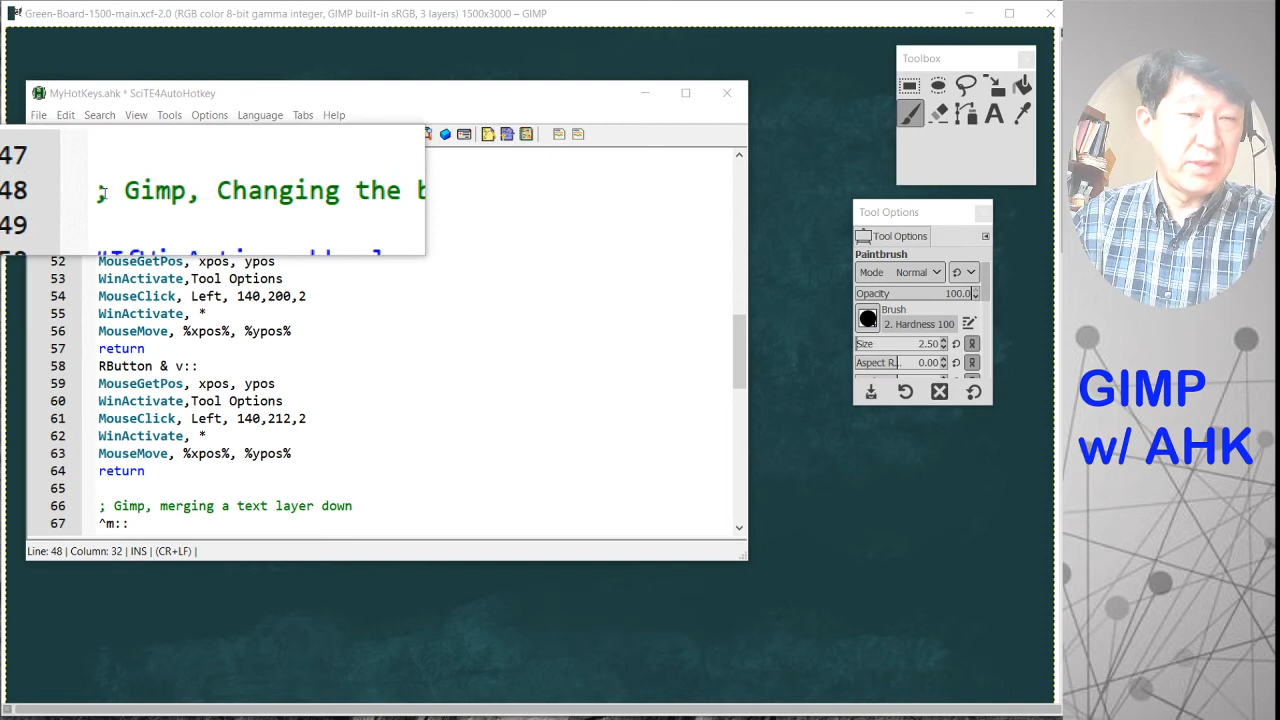 Green-Board-1500-main.xcf-2.0 (RGB color 8-bit gamma integer, GIMP built-in sRGB, 3 layers) 1500x3000 – GIMP
Toolbox
MyHotKeys.ahk * SciTE4AutoHotkey
File Edit Search View Tools Options Language Tabs Help
47
48 ; Gimp, Changing the b
49
52 MouseGetPos, xpos, ypos
53 WinActivate,Tool Options
54 MouseClick, Left, 140,200,2
55 WinActivate, *
56 MouseMove, %xpos%, %ypos%
57 return
58 RButton & v::
59 MouseGetPos, xpos, ypos
60 WinActivate,Tool Options
61 MouseClick, Left, 140,212,2
62 WinActivate, *
63 MouseMove, %xpos%, %ypos%
64 return
65
66 ; Gimp, merging a text layer down
67 ^m::
Line: 48 | Column: 32 | INS | (CR+LF) |
Tool Options
Tool Options
Paintbrush
Mode Normal
Opacity 100.0
Brush
2. Hardness 100
Size 2.50
Aspect R... 0.00
GIMP
w/ AHK